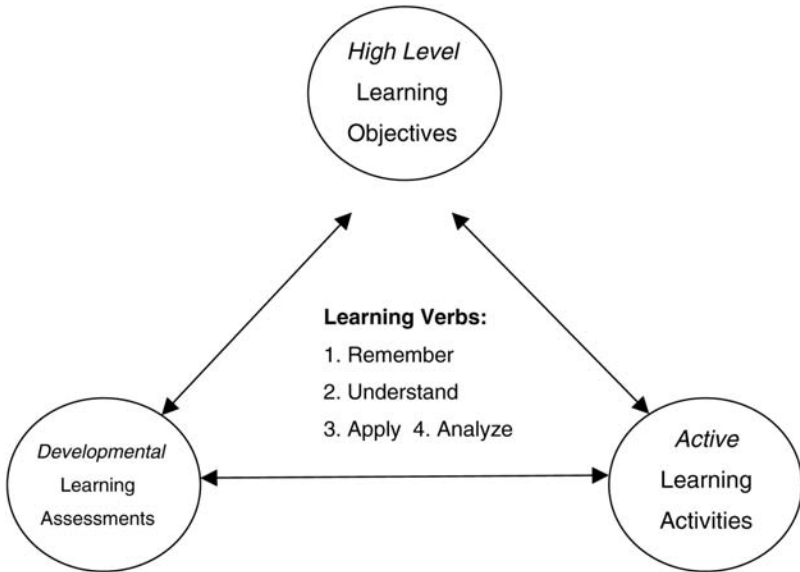 High Level
Learning
Objectives
Learning Verbs:
1. Remember
2. Understand
3. Apply 4. Analyze
Developmental
Learning
Assessments
Active
Learning
Activities